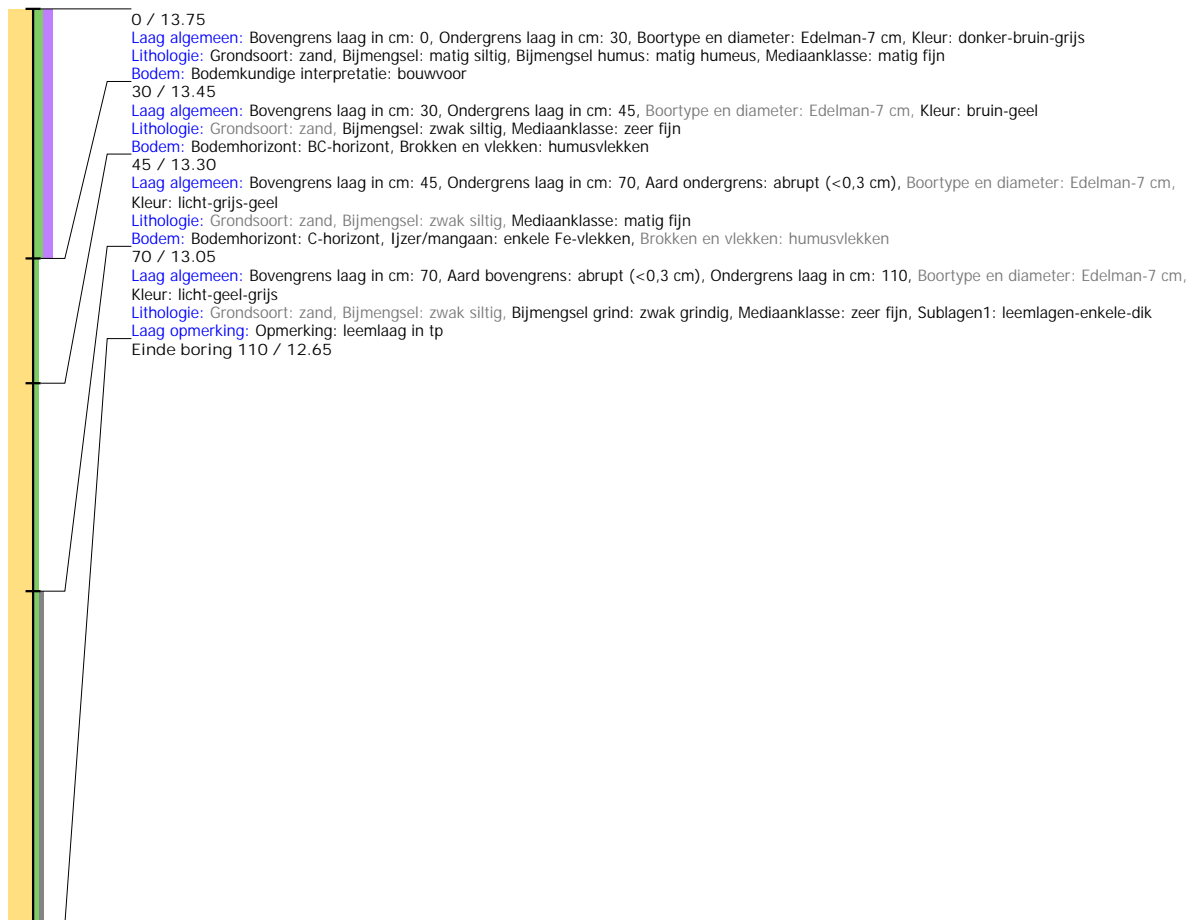 0 / 13.75
Laag algemeen: Bovengrens laag in cm: 0, Ondergrens laag in cm: 30, Boortype en diameter: Edelman-7 cm, Kleur: donker-bruin-grijs
Lithologie: Grondsoort: zand, Bijmengsel: matig siltig, Bijmengsel humus: matig humeus, Mediaanklasse: matig fijn
Bodem: Bodemkundige interpretatie: bouwvoor
30 / 13.45
Laag algemeen: Bovengrens laag in cm: 30, Ondergrens laag in cm: 45, Boortype en diameter: Edelman-7 cm, Kleur: bruin-geel
Lithologie: Grondsoort: zand, Bijmengsel: zwak siltig, Mediaanklasse: zeer fijn
Bodem: Bodemhorizont: BC-horizont, Brokken en vlekken: humusvlekken
45 / 13.30
Laag algemeen: Bovengrens laag in cm: 45, Ondergrens laag in cm: 70, Aard ondergrens: abrupt (<0,3 cm), Boortype en diameter: Edelman-7 cm,
Kleur: licht-grijs-geel
Lithologie: Grondsoort: zand, Bijmengsel: zwak siltig, Mediaanklasse: matig fijn
Bodem: Bodemhorizont: C-horizont, Ijzer/mangaan: enkele Fe-vlekken, Brokken en vlekken: humusvlekken
70 / 13.05
Laag algemeen: Bovengrens laag in cm: 70, Aard bovengrens: abrupt (<0,3 cm), Ondergrens laag in cm: 110, Boortype en diameter: Edelman-7 cm,
Kleur: licht-geel-grijs
Lithologie: Grondsoort: zand, Bijmengsel: zwak siltig, Bijmengsel grind: zwak grindig, Mediaanklasse: zeer fijn, Sublagen1: leemlagen-enkele-dik
Laag opmerking: Opmerking: leemlaag in tp
Einde boring 110 / 12.65